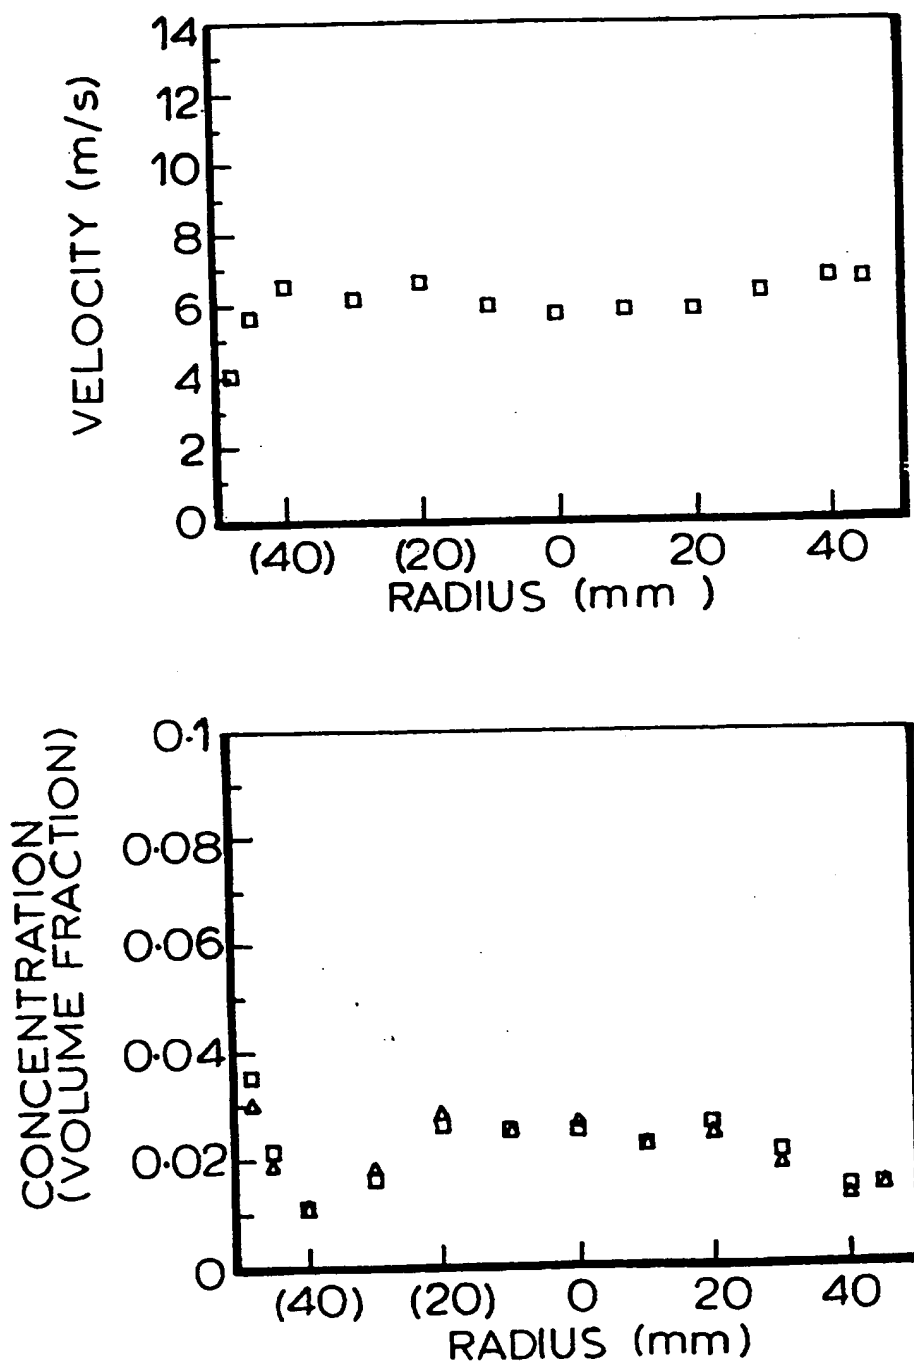 14
12
10
8
6
4
2
0
VELOCITY (m/s)
(40) (20) 0 20 40
RADIUS (mm )
0·1
0·08
0·06
0·04
0·02
0
CONCENTRATION
(VOLUME FRACTION)
(40) (20) 0 20 40
RADIUS (mm)